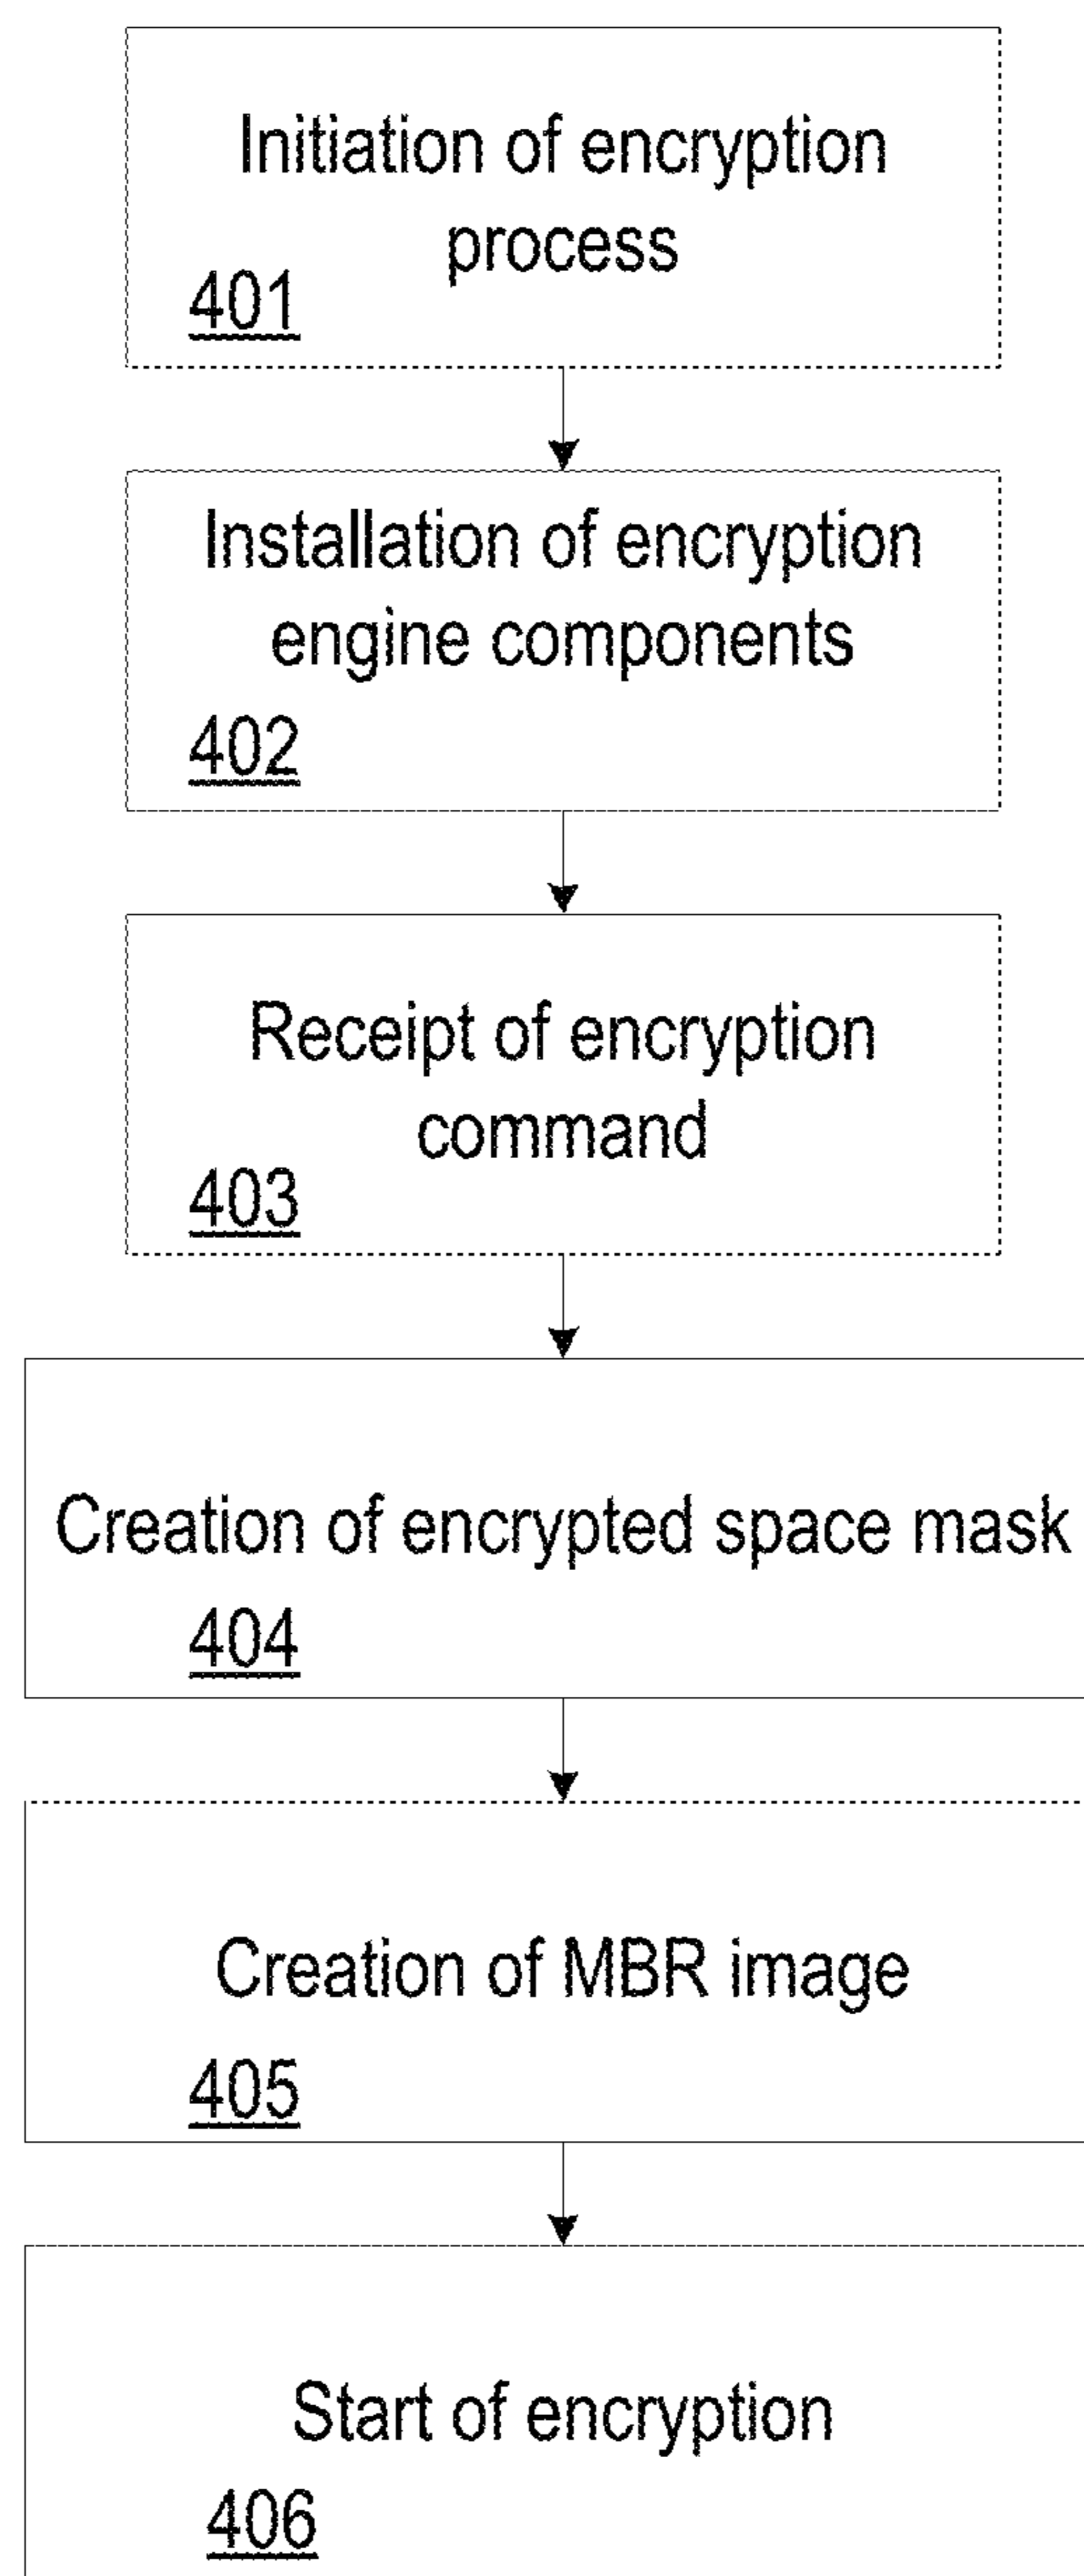 Initiation of encryption
process
401
Installation of encryption
engine components
402
Receipt of encryption
command
403
Creation of encrypted space mask
404
Creation of MBR image
405
Start of encryption
406